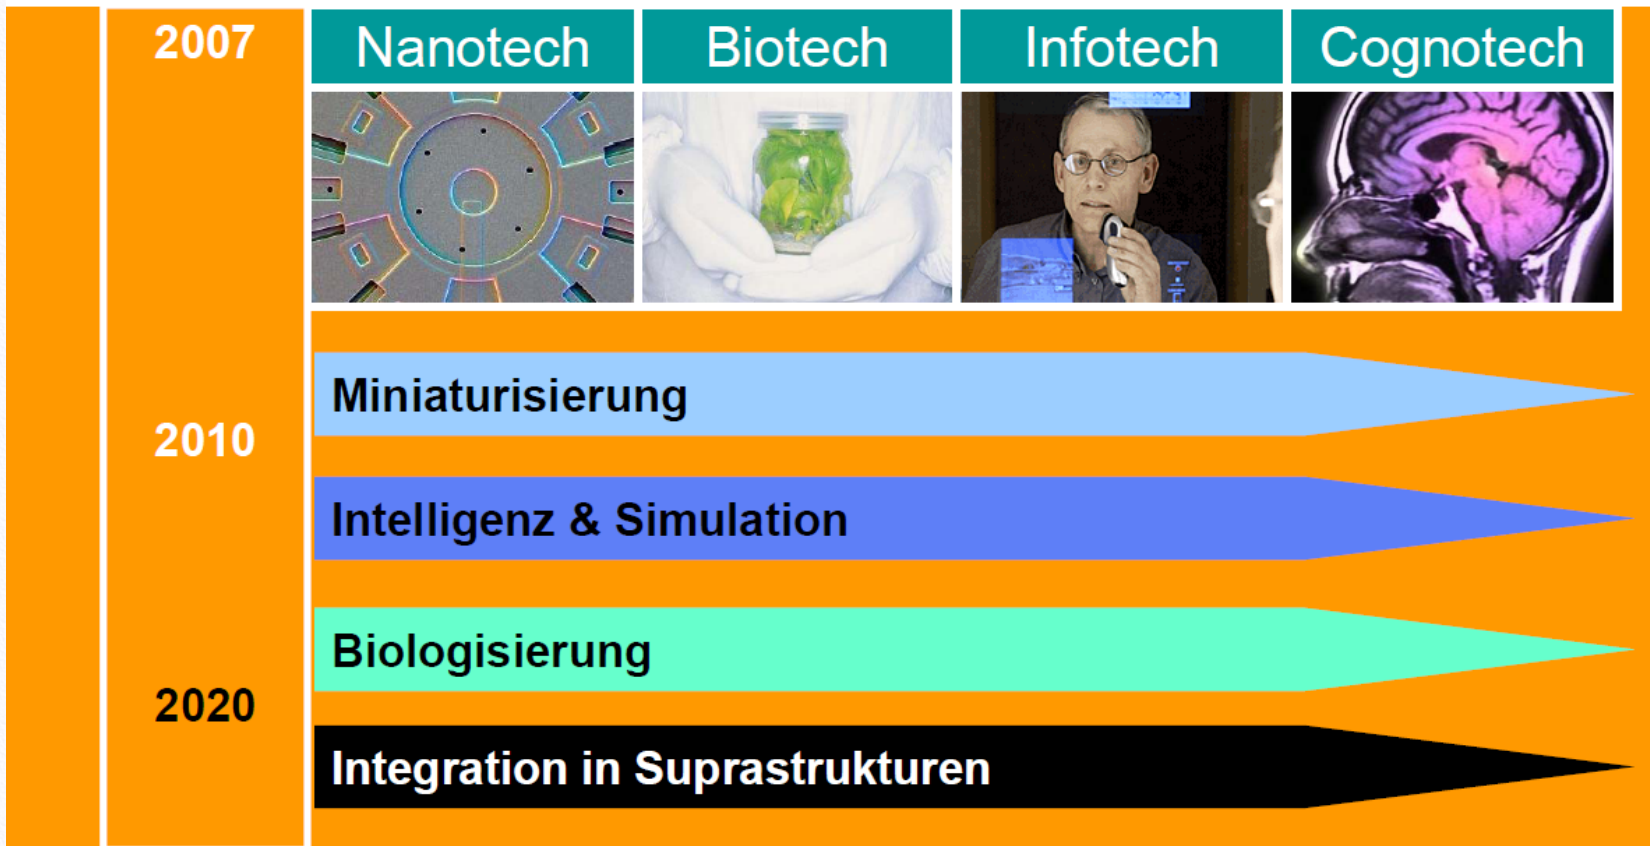 2007
Nanotech
Biotech
Infotech
Cognotech
Miniaturisierung
2010
Intelligenz & Simulation
Biologisierung
2020
Integration in Suprastrukturen